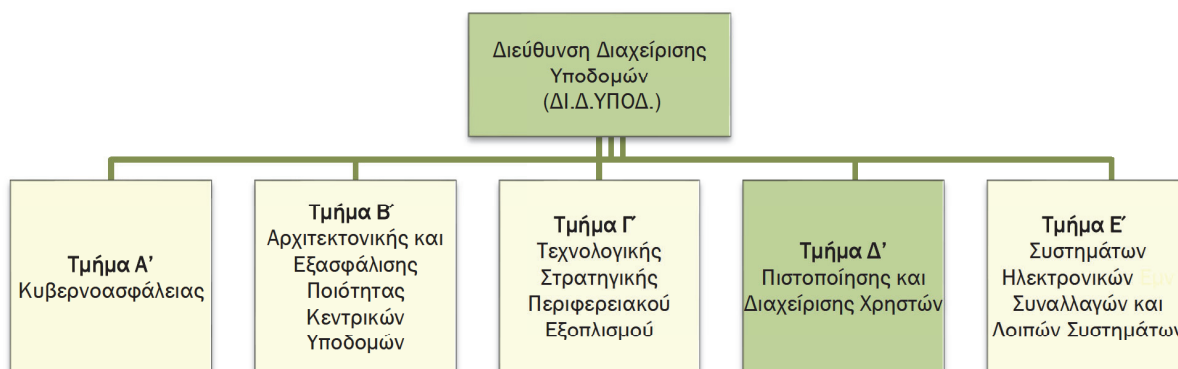 Διεύθυνση Διαχείρισης
Υποδομών
(ΔΙ.Δ.ΥΠΟΔ.)
Τμήμα Α’
Κυβερνοασφάλειας
Τμήμα Β΄
Αρχιτεκτονικής και
Εξασφάλισης
Ποιότητας
Κεντρικών
Υποδομών
Τμήμα Γ΄
Τεχνολογικής
Στρατηγικής
Περιφερειακού
Εξοπλισμού
Τμήμα Δ’
Πιστοποίησης και
Διαχείρισης Χρηστών
Τμήμα Ε΄
Συστημάτων
Ηλεκτρονικών
Συναλλαγών και
Λοιπών Συστημάτων